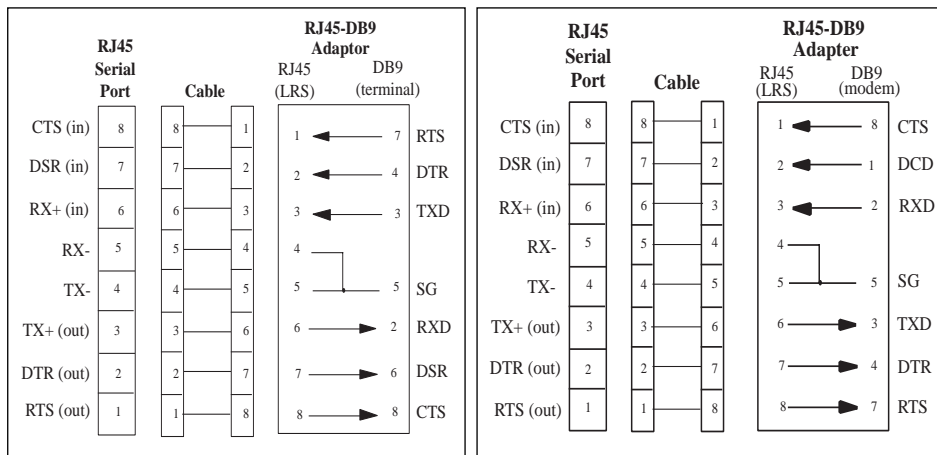 RJ45
Serial
Port
Cable
RJ45-DB9
Adaptor
RJ45
(LRS)
DB9
(terminal)
CTS (in) 8 8 1 1 7 RTS
DSR (in) 7 7 2 2 4 DTR
RX+ (in) 6 6 3 3 3 TXD
RX- 5 5 4 4
TX- 4 4 5 5 5 SG
TX+ (out) 3 3 6 6 2 RXD
DTR (out) 2 2 7 7 6 DSR
RTS (out) 1 1 8 8 8 CTS
RJ45
Serial
Port
Cable
RJ45-DB9
Adapter
RJ45
(LRS)
DB9
(modem)
CTS (in) 8 8 1 1 8 CTS
DSR (in) 7 7 2 2 1 DCD
RX+ (in) 6 6 3 3 2 RXD
RX- 5 5 4 4
TX- 4 4 5 5 5 SG
TX+ (out) 3 3 6 6 3 TXD
DTR (out) 2 2 7 7 4 DTR
RTS (out) 1 1 8 8 7 RTS